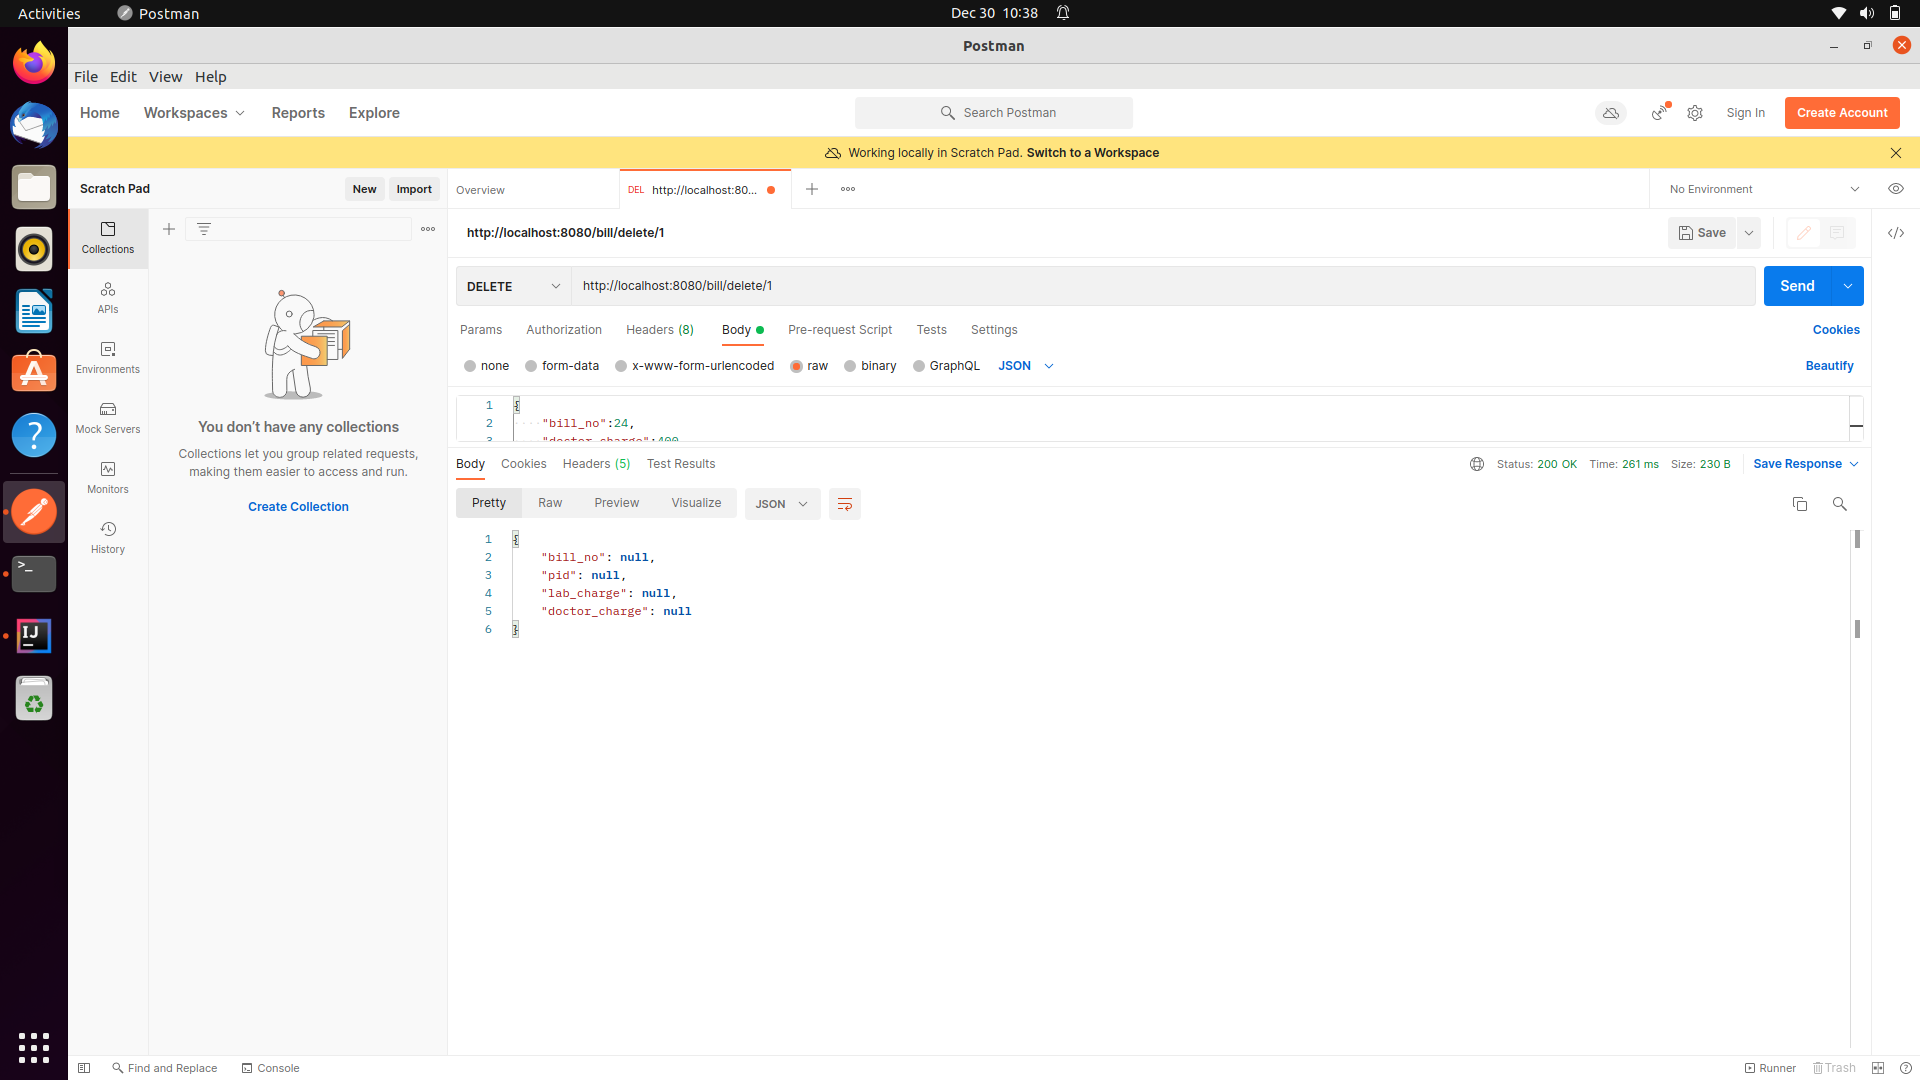 Activities
Postman
Dec 30 10:38
Postman
File Edit View Help
Home Workspaces Reports Explore
Search Postman
Sign In
Create Account
Working locally in Scratch Pad. Switch to a Workspace
Scratch Pad
New
Import
Overview
DEL http://localhost:80...
No Environment
Collections
APIs
Environments
Mock Servers
Monitors
History
You don't have any collections
Collections let you group related requests,
making them easier to access and run.
Create Collection
http://localhost:8080/bill/delete/1
Save
DELETE
http://localhost:8080/bill/delete/1
Send
Params Authorization Headers (8) Body Pre-request Script Tests Settings
Cookies
none form-data x-www-form-urlencoded raw binary GraphQL JSON
Beautify
1 {
2 "bill_no":24,
3 "doctor_charge":400
Body Cookies Headers (5) Test Results
Status: 200 OK Time: 261 ms Size: 230 B
Save Response
Pretty Raw Preview Visualize JSON
1 {
2 "bill_no": null,
3 "pid": null,
4 "lab_charge": null,
5 "doctor_charge": null
6 }
Find and Replace
Console
Runner
Trash